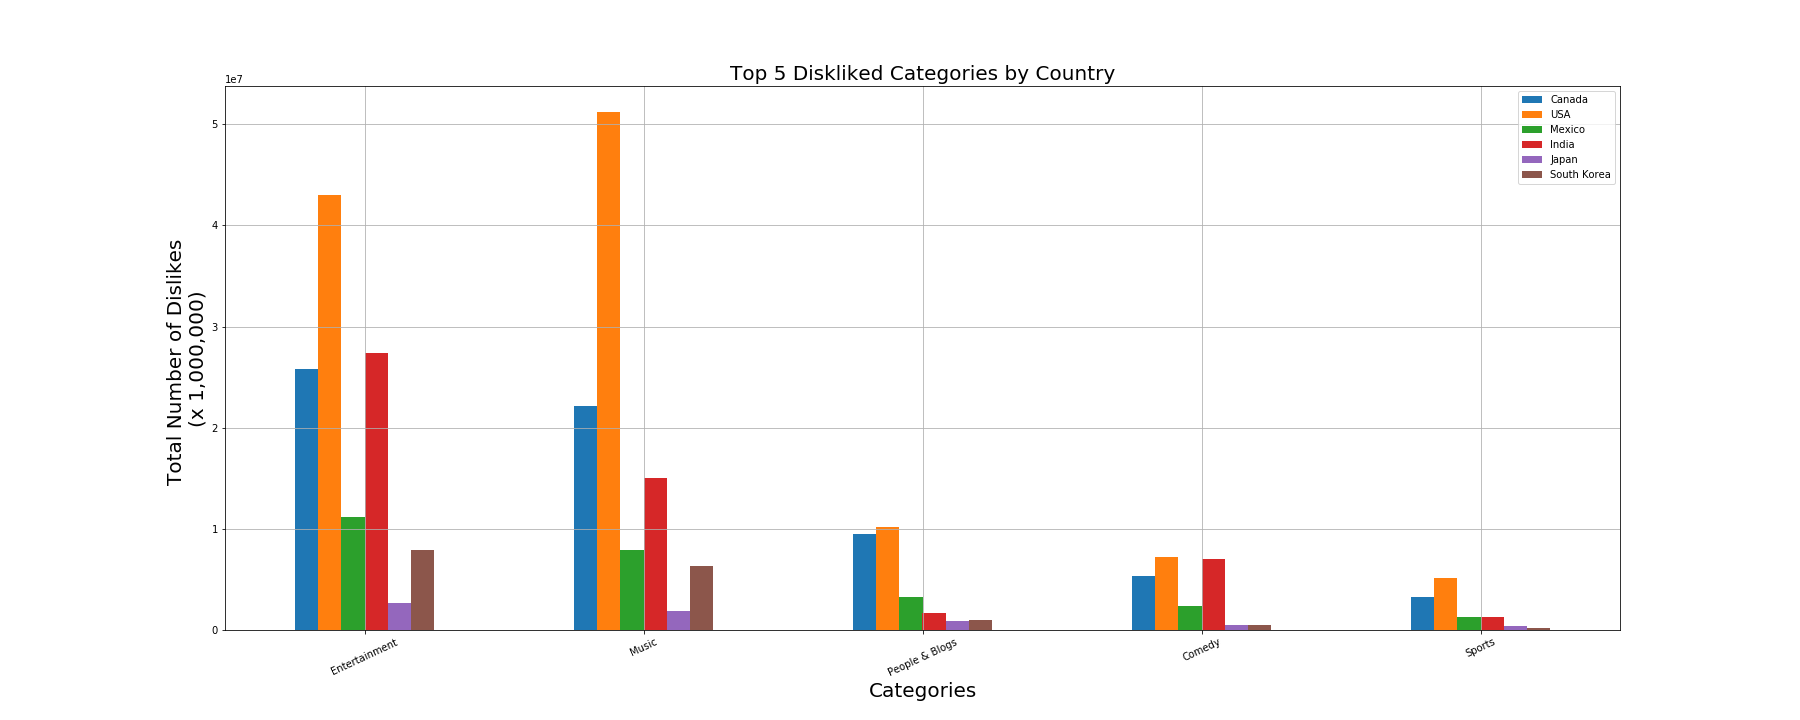 Top 5 Diskliked Categories by Country
1e7
Canada
USA
Mexico
India
Japan
South Korea
5
4
3
2
1
0
Total Number of Dislikes
(x 1,000,000)
Entertainment
Music
People & Blogs
Comedy
Sports
Categories